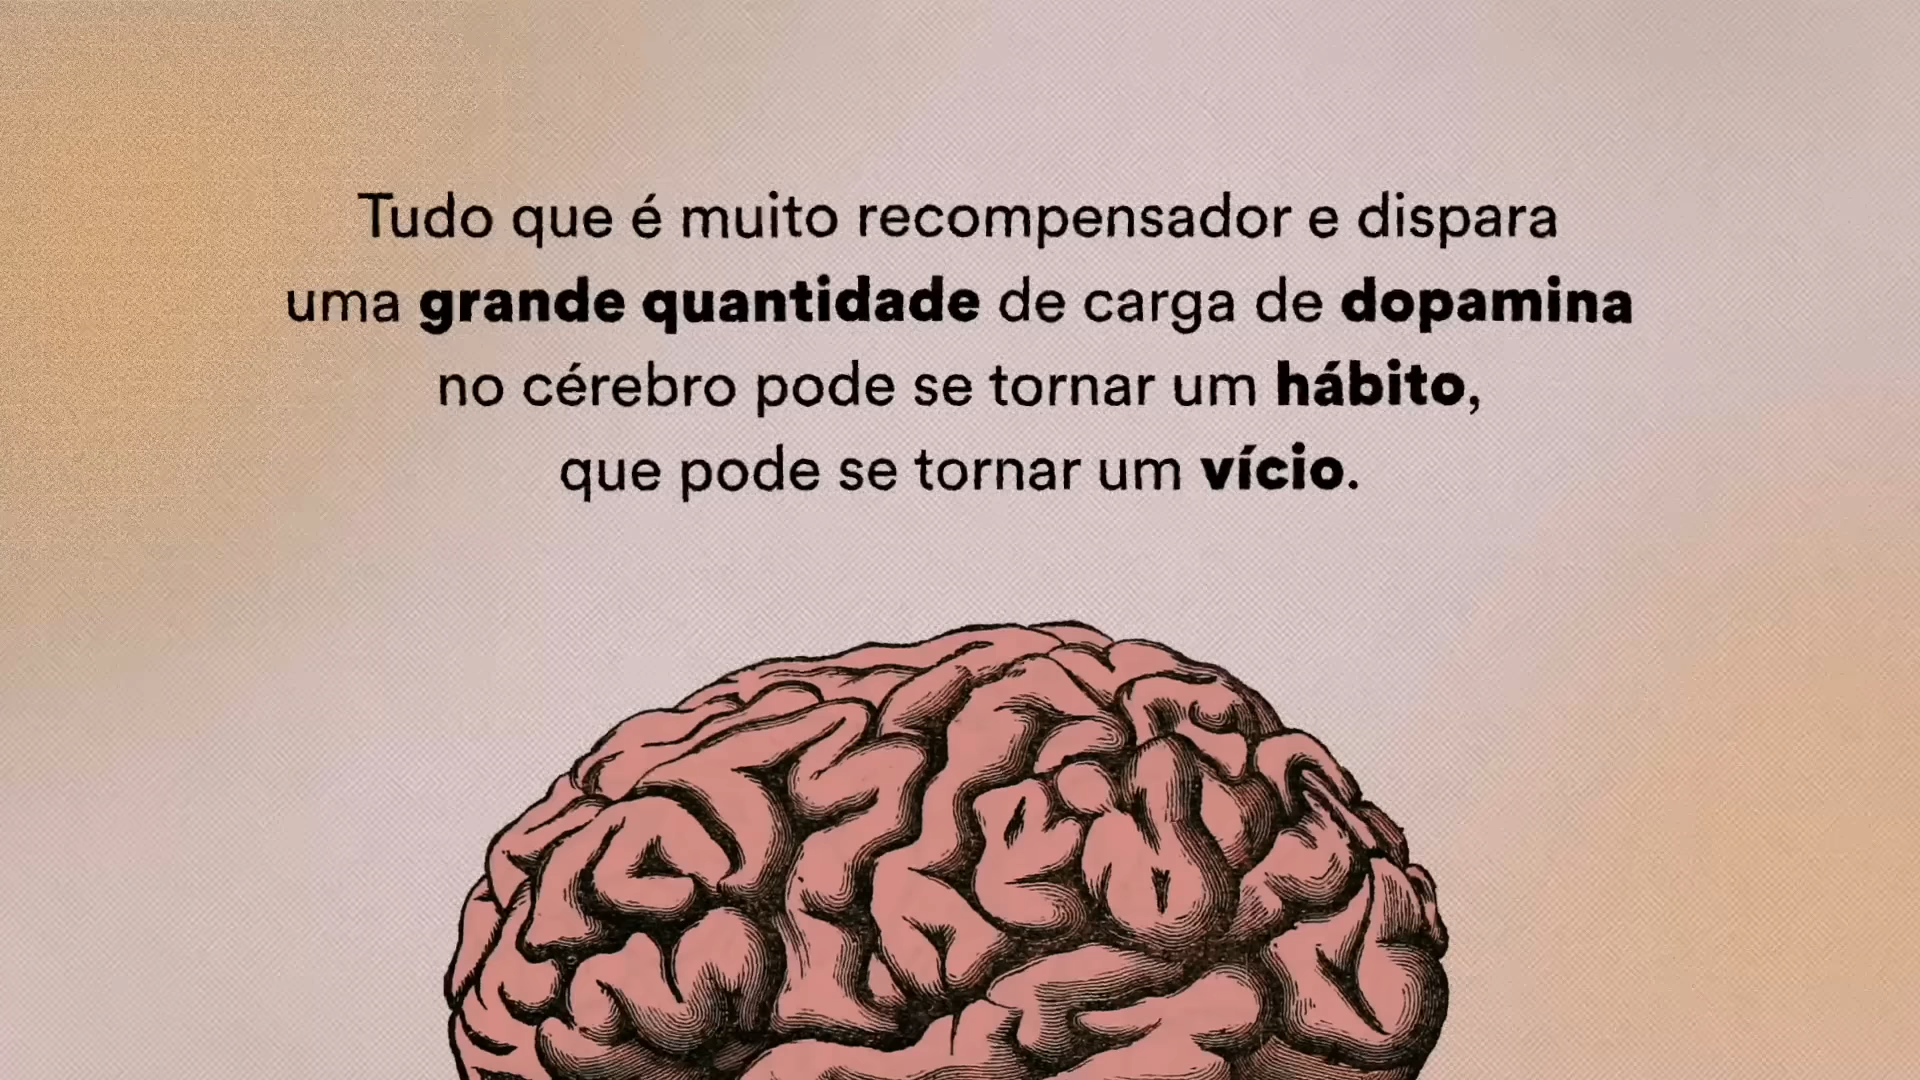 Tudo que é muito recompensador e dispara
uma grande quantidade de carga de dopamina
no cérebro pode se tornar um hábito,
que pode se tornar um vício.